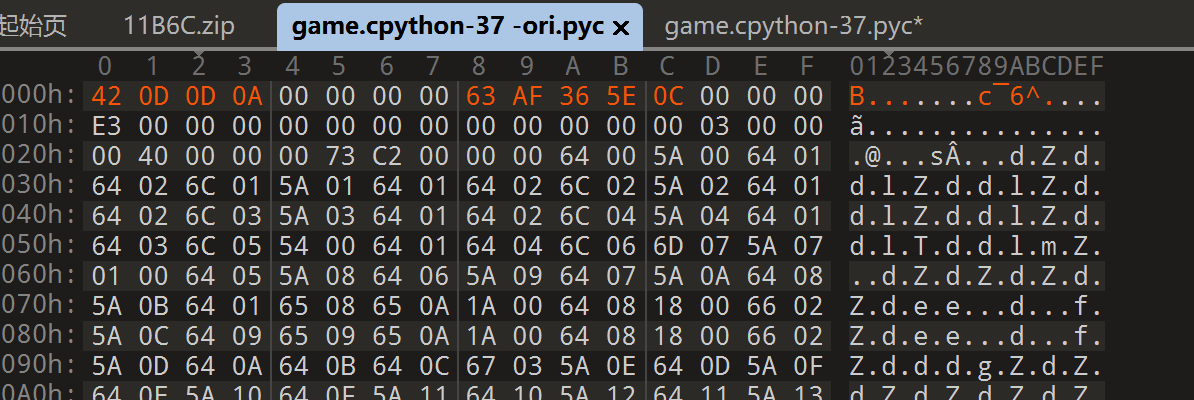 起始页 11B6C.zip game.cpython-37 -ori.pyc × game.cpython-37.pyc*
0 1 2 3 4 5 6 7 8 9 A B C D E F 0123456789ABCDEF
000h: 42 0D 0D 0A 00 00 00 00 63 AF 36 5E 0C 00 00 00 B.......c¯6^....
010h: E3 00 00 00 00 00 00 00 00 00 00 00 00 03 00 00 ã...............
020h: 00 40 00 00 00 73 C2 00 00 00 64 00 5A 00 64 01 .@...sÂ...d.Z.d.
030h: 64 02 6C 01 5A 01 64 01 64 02 6C 02 5A 02 64 01 d.l.Z.d.d.l.Z.d.
040h: 64 02 6C 03 5A 03 64 01 64 02 6C 04 5A 04 64 01 d.l.Z.d.d.l.Z.d.
050h: 64 03 6C 05 54 00 64 01 64 04 6C 06 6D 07 5A 07 d.l.T.d.d.l.m.Z.
060h: 01 00 64 05 5A 08 64 06 5A 09 64 07 5A 0A 64 08 ..d.Z.d.Z.d.Z.d.
070h: 5A 0B 64 01 65 08 65 0A 1A 00 64 08 18 00 66 02 Z.d.e.e...d...f.
080h: 5A 0C 64 09 65 09 65 0A 1A 00 64 08 18 00 66 02 Z.d.e.e...d...f.
090h: 5A 0D 64 0A 64 0B 64 0C 67 03 5A 0E 64 0D 5A 0F Z.d.d.d.g.Z.d.Z.
0A0h: 64 0E 5A 10 64 0F 5A 11 64 10 5A 12 64 11 5A 13 d.Z.d.Z.d.Z.d.Z.